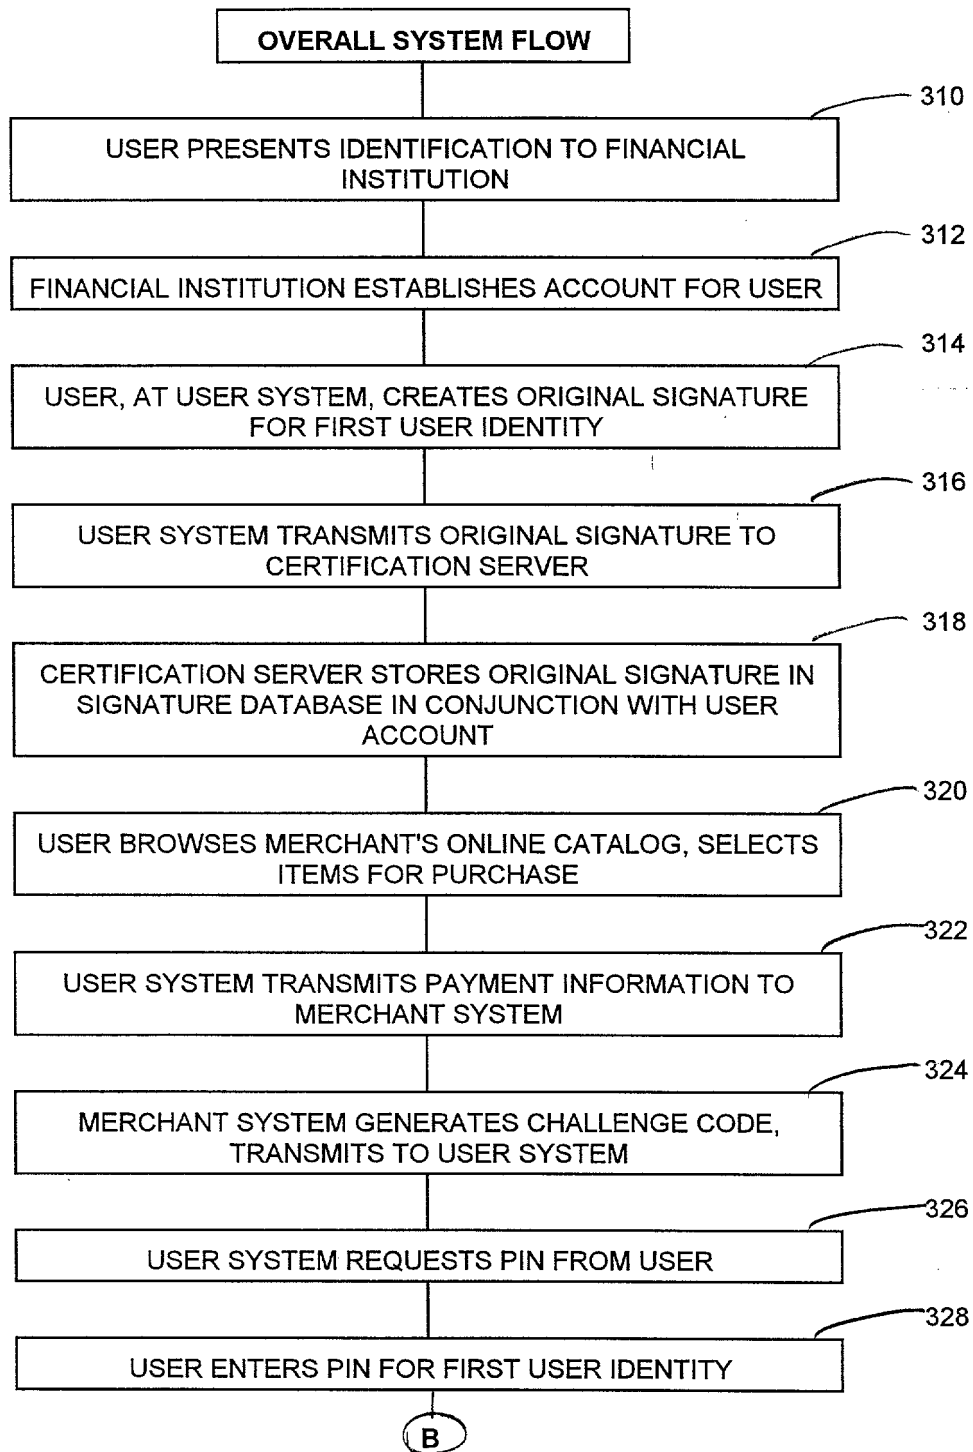 OVERALL SYSTEM FLOW
310
USER PRESENTS IDENTIFICATION TO FINANCIAL
INSTITUTION
312
FINANCIAL INSTITUTION ESTABLISHES ACCOUNT FOR USER
314
USER, AT USER SYSTEM, CREATES ORIGINAL SIGNATURE
FOR FIRST USER IDENTITY
316
USER SYSTEM TRANSMITS ORIGINAL SIGNATURE TO
CERTIFICATION SERVER
318
CERTIFICATION SERVER STORES ORIGINAL SIGNATURE IN
SIGNATURE DATABASE IN CONJUNCTION WITH USER
ACCOUNT
320
USER BROWSES MERCHANT'S ONLINE CATALOG, SELECTS
ITEMS FOR PURCHASE
322
USER SYSTEM TRANSMITS PAYMENT INFORMATION TO
MERCHANT SYSTEM
324
MERCHANT SYSTEM GENERATES CHALLENGE CODE,
TRANSMITS TO USER SYSTEM
326
USER SYSTEM REQUESTS PIN FROM USER
328
USER ENTERS PIN FOR FIRST USER IDENTITY
B